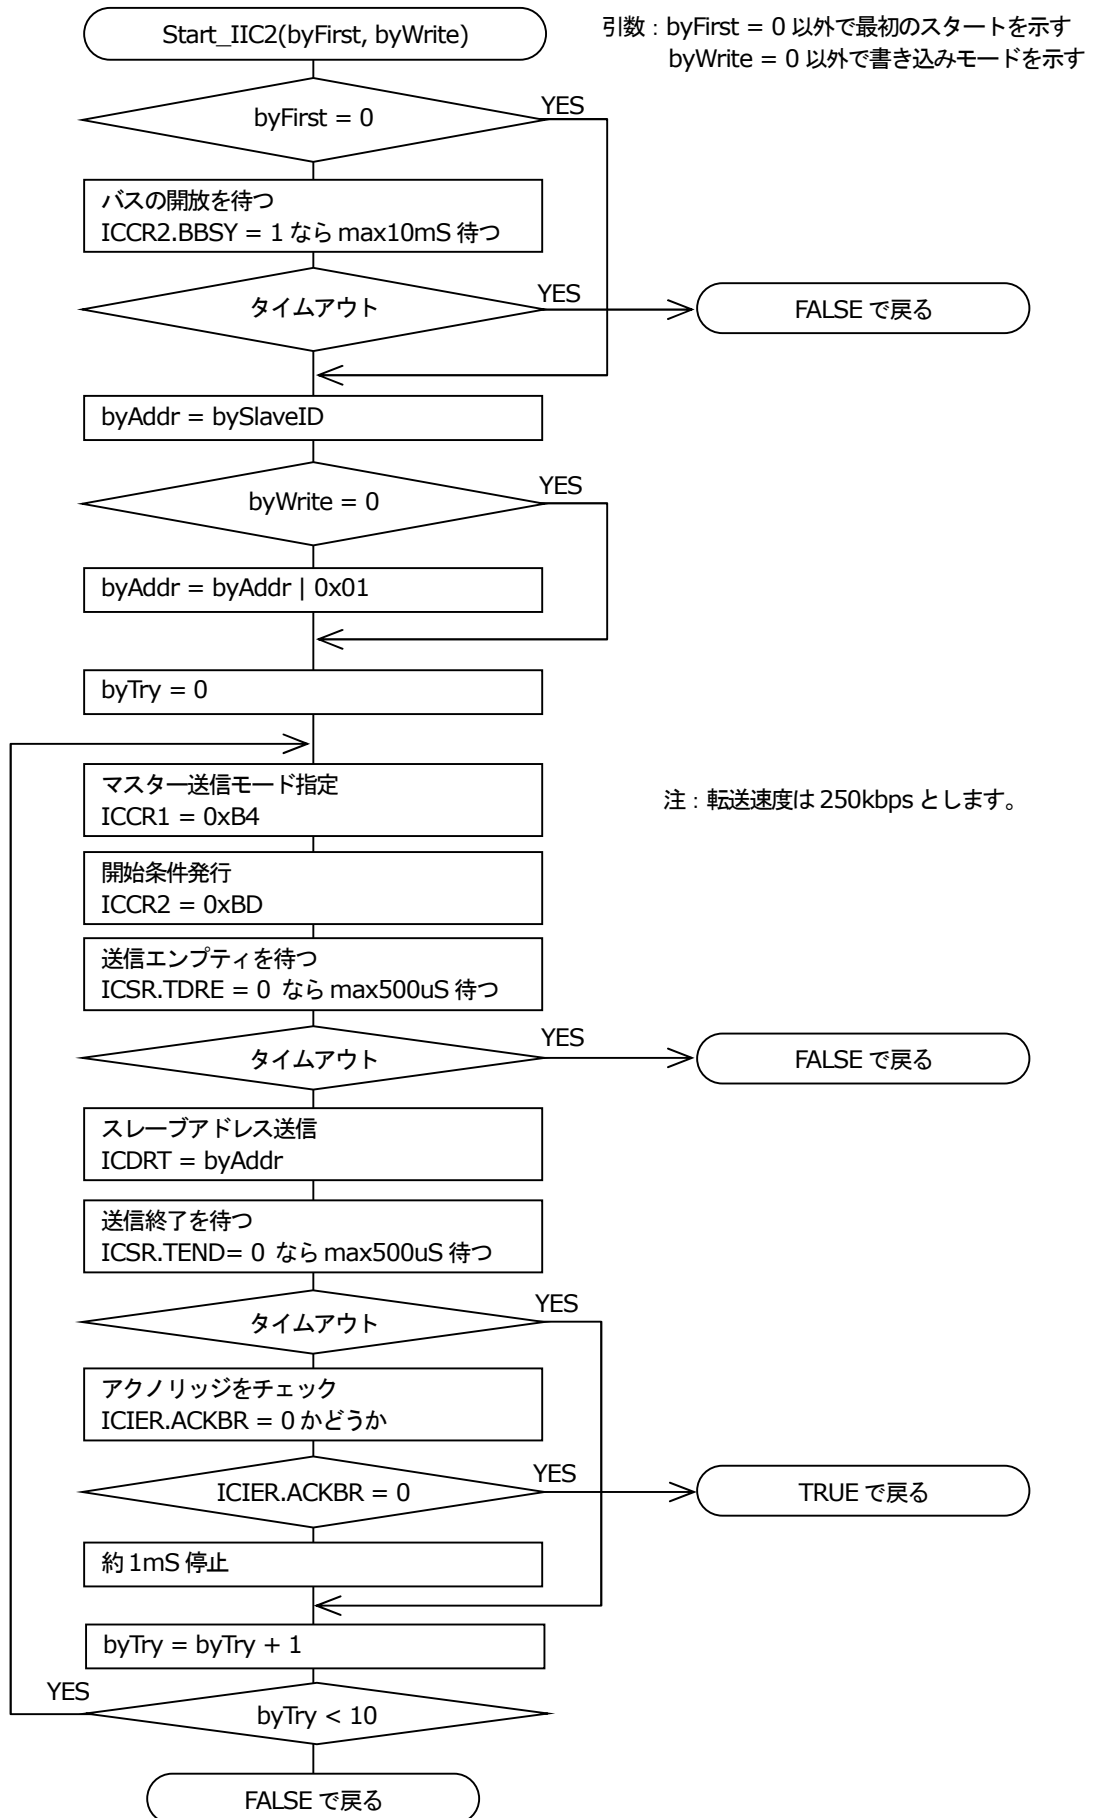 Start_IIC2(byFirst, byWrite)
引数：byFirst = 0 以外で最初のスタートを示す
byWrite = 0 以外で書き込みモードを示す
byFirst = 0
YES
バスの開放を待つ
ICCR2.BBSY = 1 なら max10mS 待つ
タイムアウト
YES
FALSE で戻る
byAddr = bySlaveID
byWrite = 0
YES
byAddr = byAddr | 0x01
byTry = 0
マスター送信モード指定
ICCR1 = 0xB4
注：転送速度は 250kbps とします。
開始条件発行
ICCR2 = 0xBD
送信エンプティを待つ
ICSR.TDRE = 0 なら max500uS 待つ
タイムアウト
YES
FALSE で戻る
スレーブアドレス送信
ICDRT = byAddr
送信終了を待つ
ICSR.TEND= 0 なら max500uS 待つ
タイムアウト
YES
アクノリッジをチェック
ICIER.ACKBR = 0 かどうか
ICIER.ACKBR = 0
YES
TRUE で戻る
約 1mS 停止
byTry = byTry + 1
YES
byTry < 10
FALSE で戻る